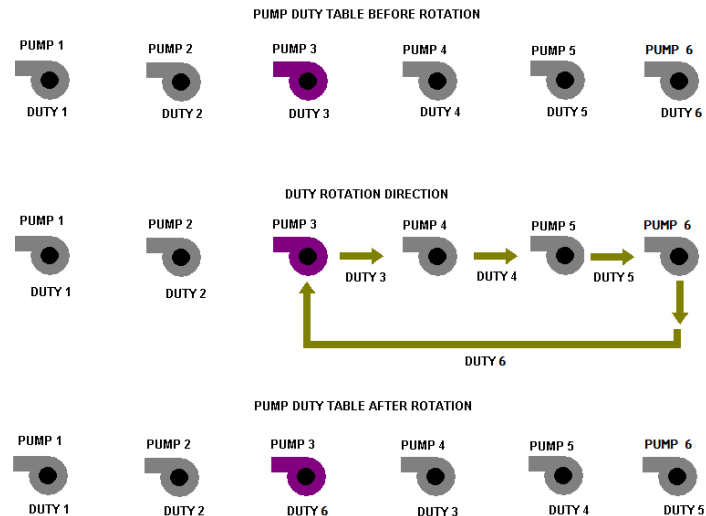 PUMP DUTY TABLE BEFORE ROTATION
PUMP 1 PUMP 2 PUMP 3 PUMP 4 PUMP 5 PUMP 6
DUTY 1 DUTY 2 DUTY 3 DUTY 4 DUTY 5 DUTY 6
DUTY ROTATION DIRECTION
PUMP 1 PUMP 2 PUMP 3 PUMP 4 PUMP 5 PUMP 6
DUTY 3 DUTY 4 DUTY 5
DUTY 1 DUTY 2
DUTY 6
PUMP DUTY TABLE AFTER ROTATION
PUMP 1 PUMP 2 PUMP 3 PUMP 4 PUMP 5 PUMP 6
DUTY 1 DUTY 2 DUTY 6 DUTY 3 DUTY 4 DUTY 5